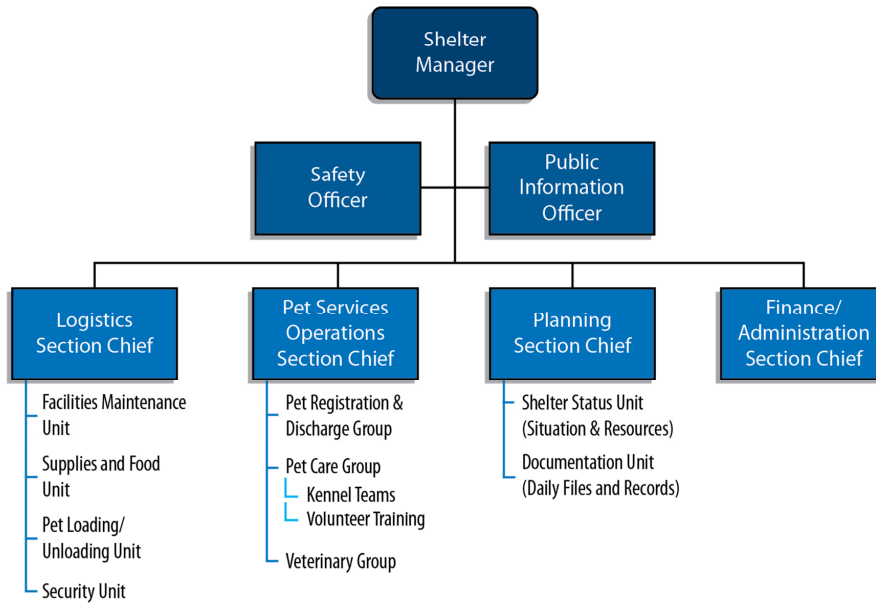 Shelter
Manager
Safety
Officer
Public
Information
Officer
Logistics
Section Chief
Pet Services
Operations
Section Chief
Planning
Section Chief
Finance/
Administration
Section Chief
Facilities Maintenance
Unit
Supplies and Food
Unit
Pet Loading/
Unloading Unit
Security Unit
Pet Registration &
Discharge Group
Pet Care Group
Kennel Teams
Volunteer Training
Veterinary Group
Shelter Status Unit
(Situation & Resources)
Documentation Unit
(Daily Files and Records)